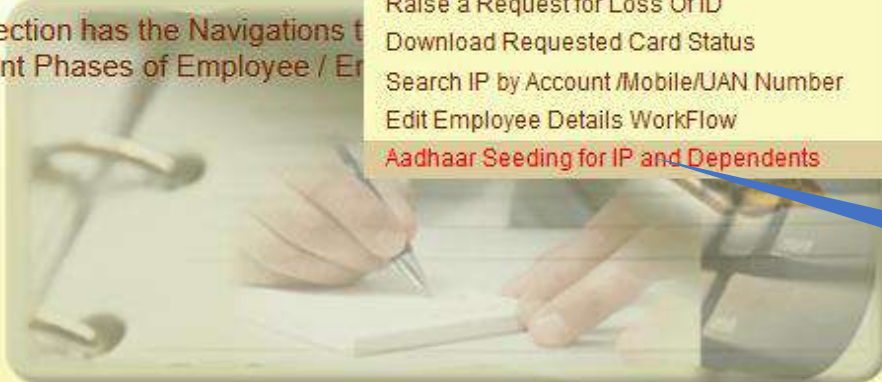 Raise a Request for Loss Of ID
ection has the Navigations t
Download Requested Card Status
nt Phases of Employee / Er
Search IP by Account /Mobile/UAN Number
Edit Employee Details WorkFlow
Aadhaar Seeding for IP and Dependents